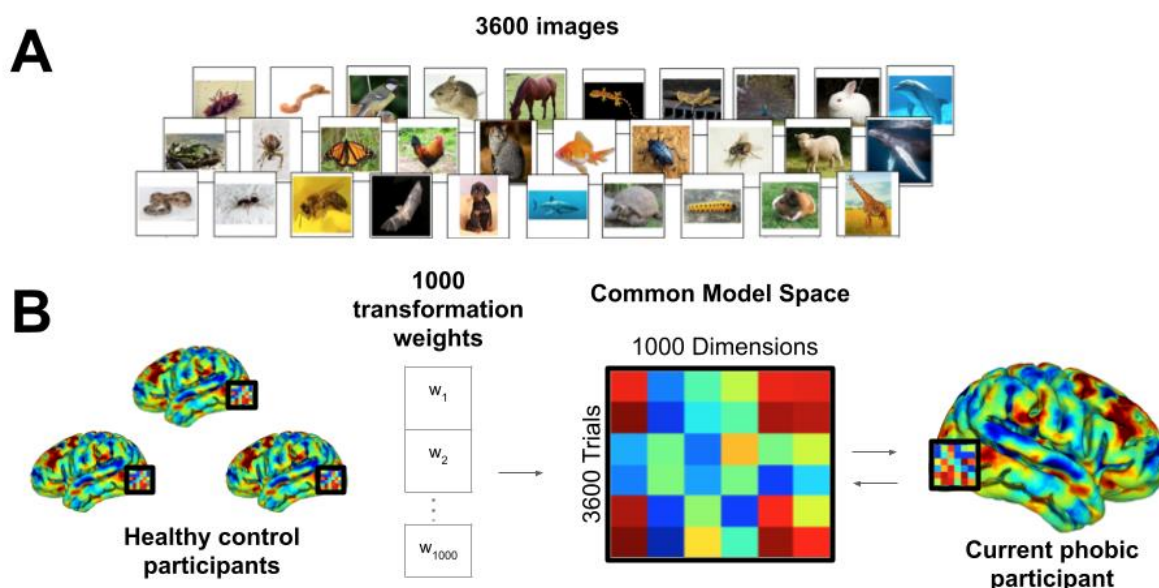 3600 images
A
B
1000
transformation
weights
Common Model Space
1000 Dimensions
3600 Trials
w1
w2
w1000
Healthy control
participants
Current phobic
participant